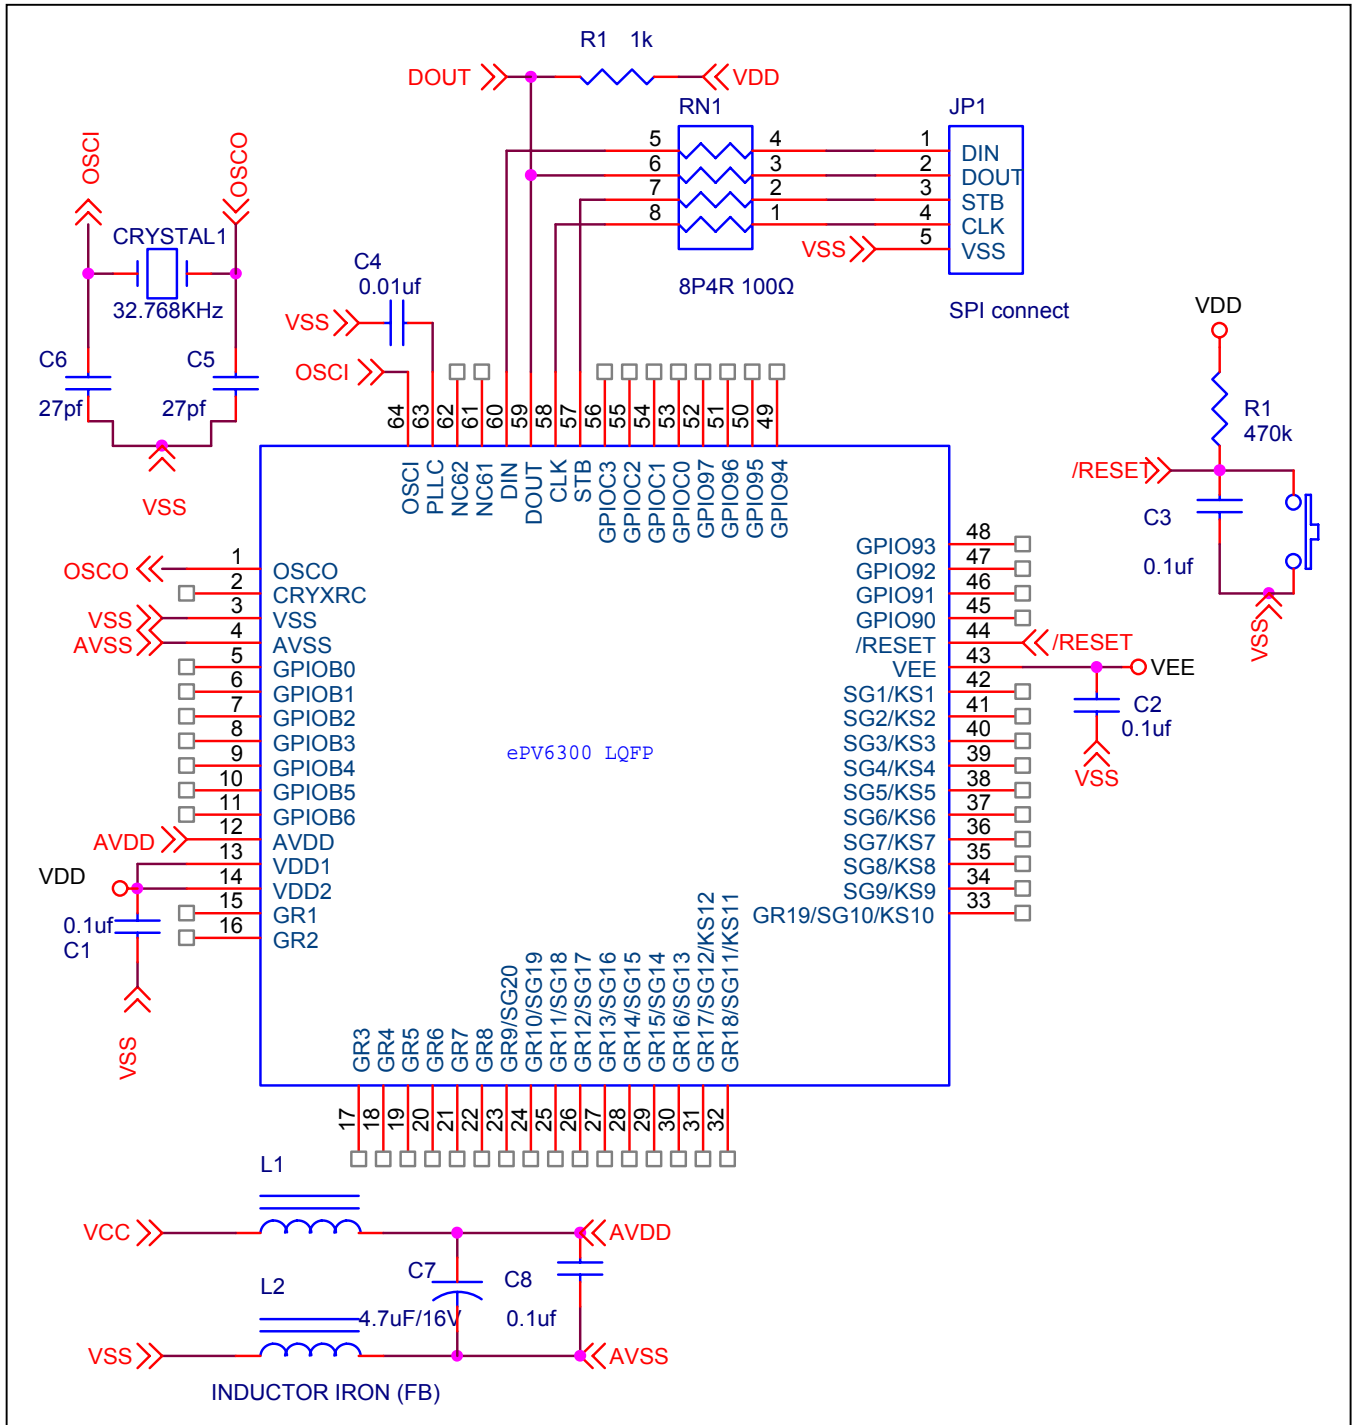 R1 1k
DOUT VDD
RN1 JP1
5 4 1 DIN
6 3 2 DOUT
7 2 3 STB
8 1 4 CLK
VSS 5 VSS
8P4R 100Ω
SPI connect
OSCI OSCO
CRYSTAL1
32.768KHz
C6 C5
27pf 27pf
VSS
C4
0.01uf
VSS
OSCI
64 63 62 61 60 59 58 57 56 55 54 53 52 51 50 49
OSCI PLLC NC62 NC61 DIN DOUT CLK STB GPIOC3 GPIOC2 GPIOC1 GPIOC0 GPIO97 GPIO96 GPIO95 GPIO94
VDD
R1
470k
/RESET
C3
0.1uf
VSS
OSCO 1 OSCO
2 CRYXRC
VSS 3 VSS
AVSS 4 AVSS
5 GPIOB0
6 GPIOB1
7 GPIOB2
8 GPIOB3
9 GPIOB4
10 GPIOB5
11 GPIOB6
AVDD 12 AVDD
13 VDD1
VDD 14 VDD2
15 GR1
16 GR2
0.1uf
C1
VSS
ePV6300 LQFP
GPIO93 48
GPIO92 47
GPIO91 46
GPIO90 45
/RESET 44 /RESET
VEE 43 VEE
SG1/KS1 42
SG2/KS2 41
SG3/KS3 40
SG4/KS4 39
SG5/KS5 38
SG6/KS6 37
SG7/KS7 36
SG8/KS8 35
SG9/KS9 34
GR19/SG10/KS10 33
C2
0.1uf
VSS
GR3 GR4 GR5 GR6 GR7 GR8 GR9/SG20 GR10/SG19 GR11/SG18 GR12/SG17 GR13/SG16 GR14/SG15 GR15/SG14 GR16/SG13 GR17/SG12/KS12 GR18/SG11/KS11
17 18 19 20 21 22 23 24 25 26 27 28 29 30 31 32
L1
VCC AVDD
L2
C7 C8
4.7uF/16V 0.1uf
VSS AVSS
INDUCTOR IRON (FB)